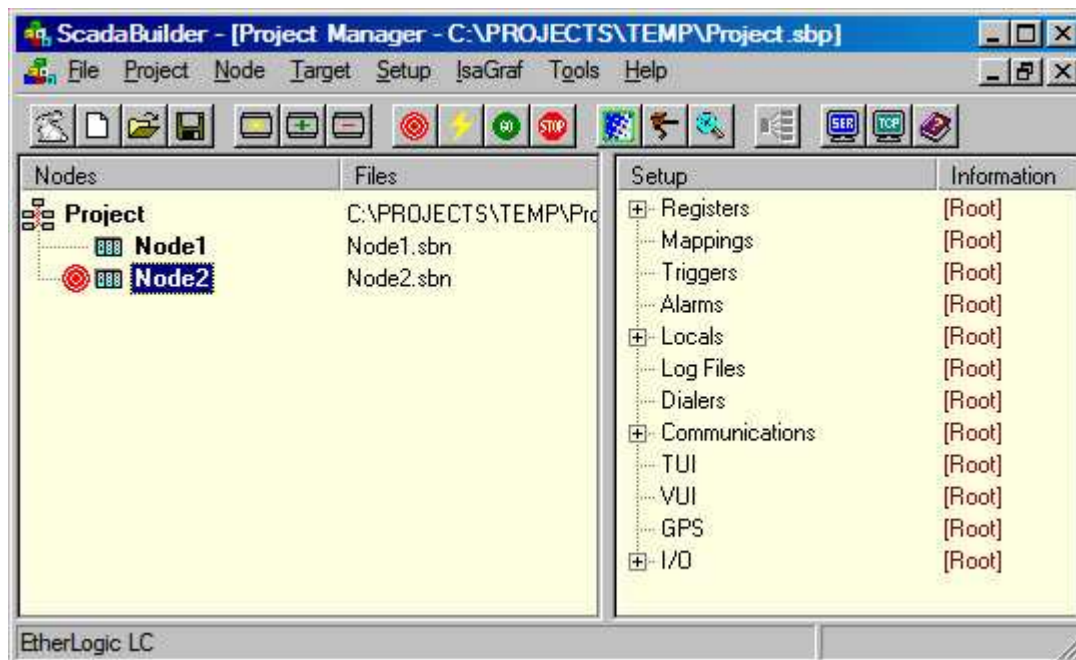 ScadaBuilder - [Project Manager - C:\PROJECTS\TEMP\Project.sbp]
File Project Node Target Setup IsaGraf Tools Help
GO STOP SER TCP
Nodes Files Setup Information
Project C:\PROJECTS\TEMP\Pro
Node1 Node1.sbn
Node2 Node2.sbn
Registers [Root]
Mappings [Root]
Triggers [Root]
Alarms [Root]
Locals [Root]
Log Files [Root]
Dialers [Root]
Communications [Root]
TUI [Root]
VUI [Root]
GPS [Root]
I/O [Root]
EtherLogic LC